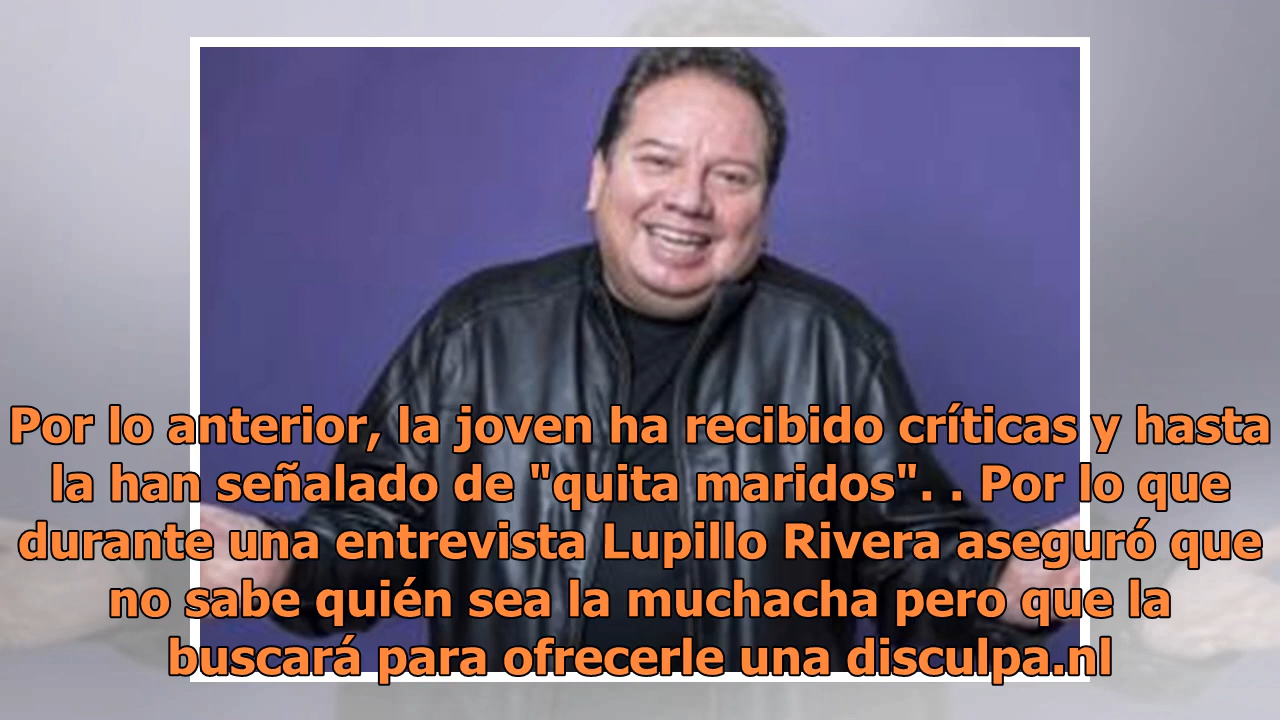 Por lo anterior, la joven ha recibido críticas y hasta
la han señalado de "quita maridos". . Por lo que
durante una entrevista Lupillo Rivera aseguró que
no sabe quién sea la muchacha pero que la
buscará para ofrecerle una disculpa.nl